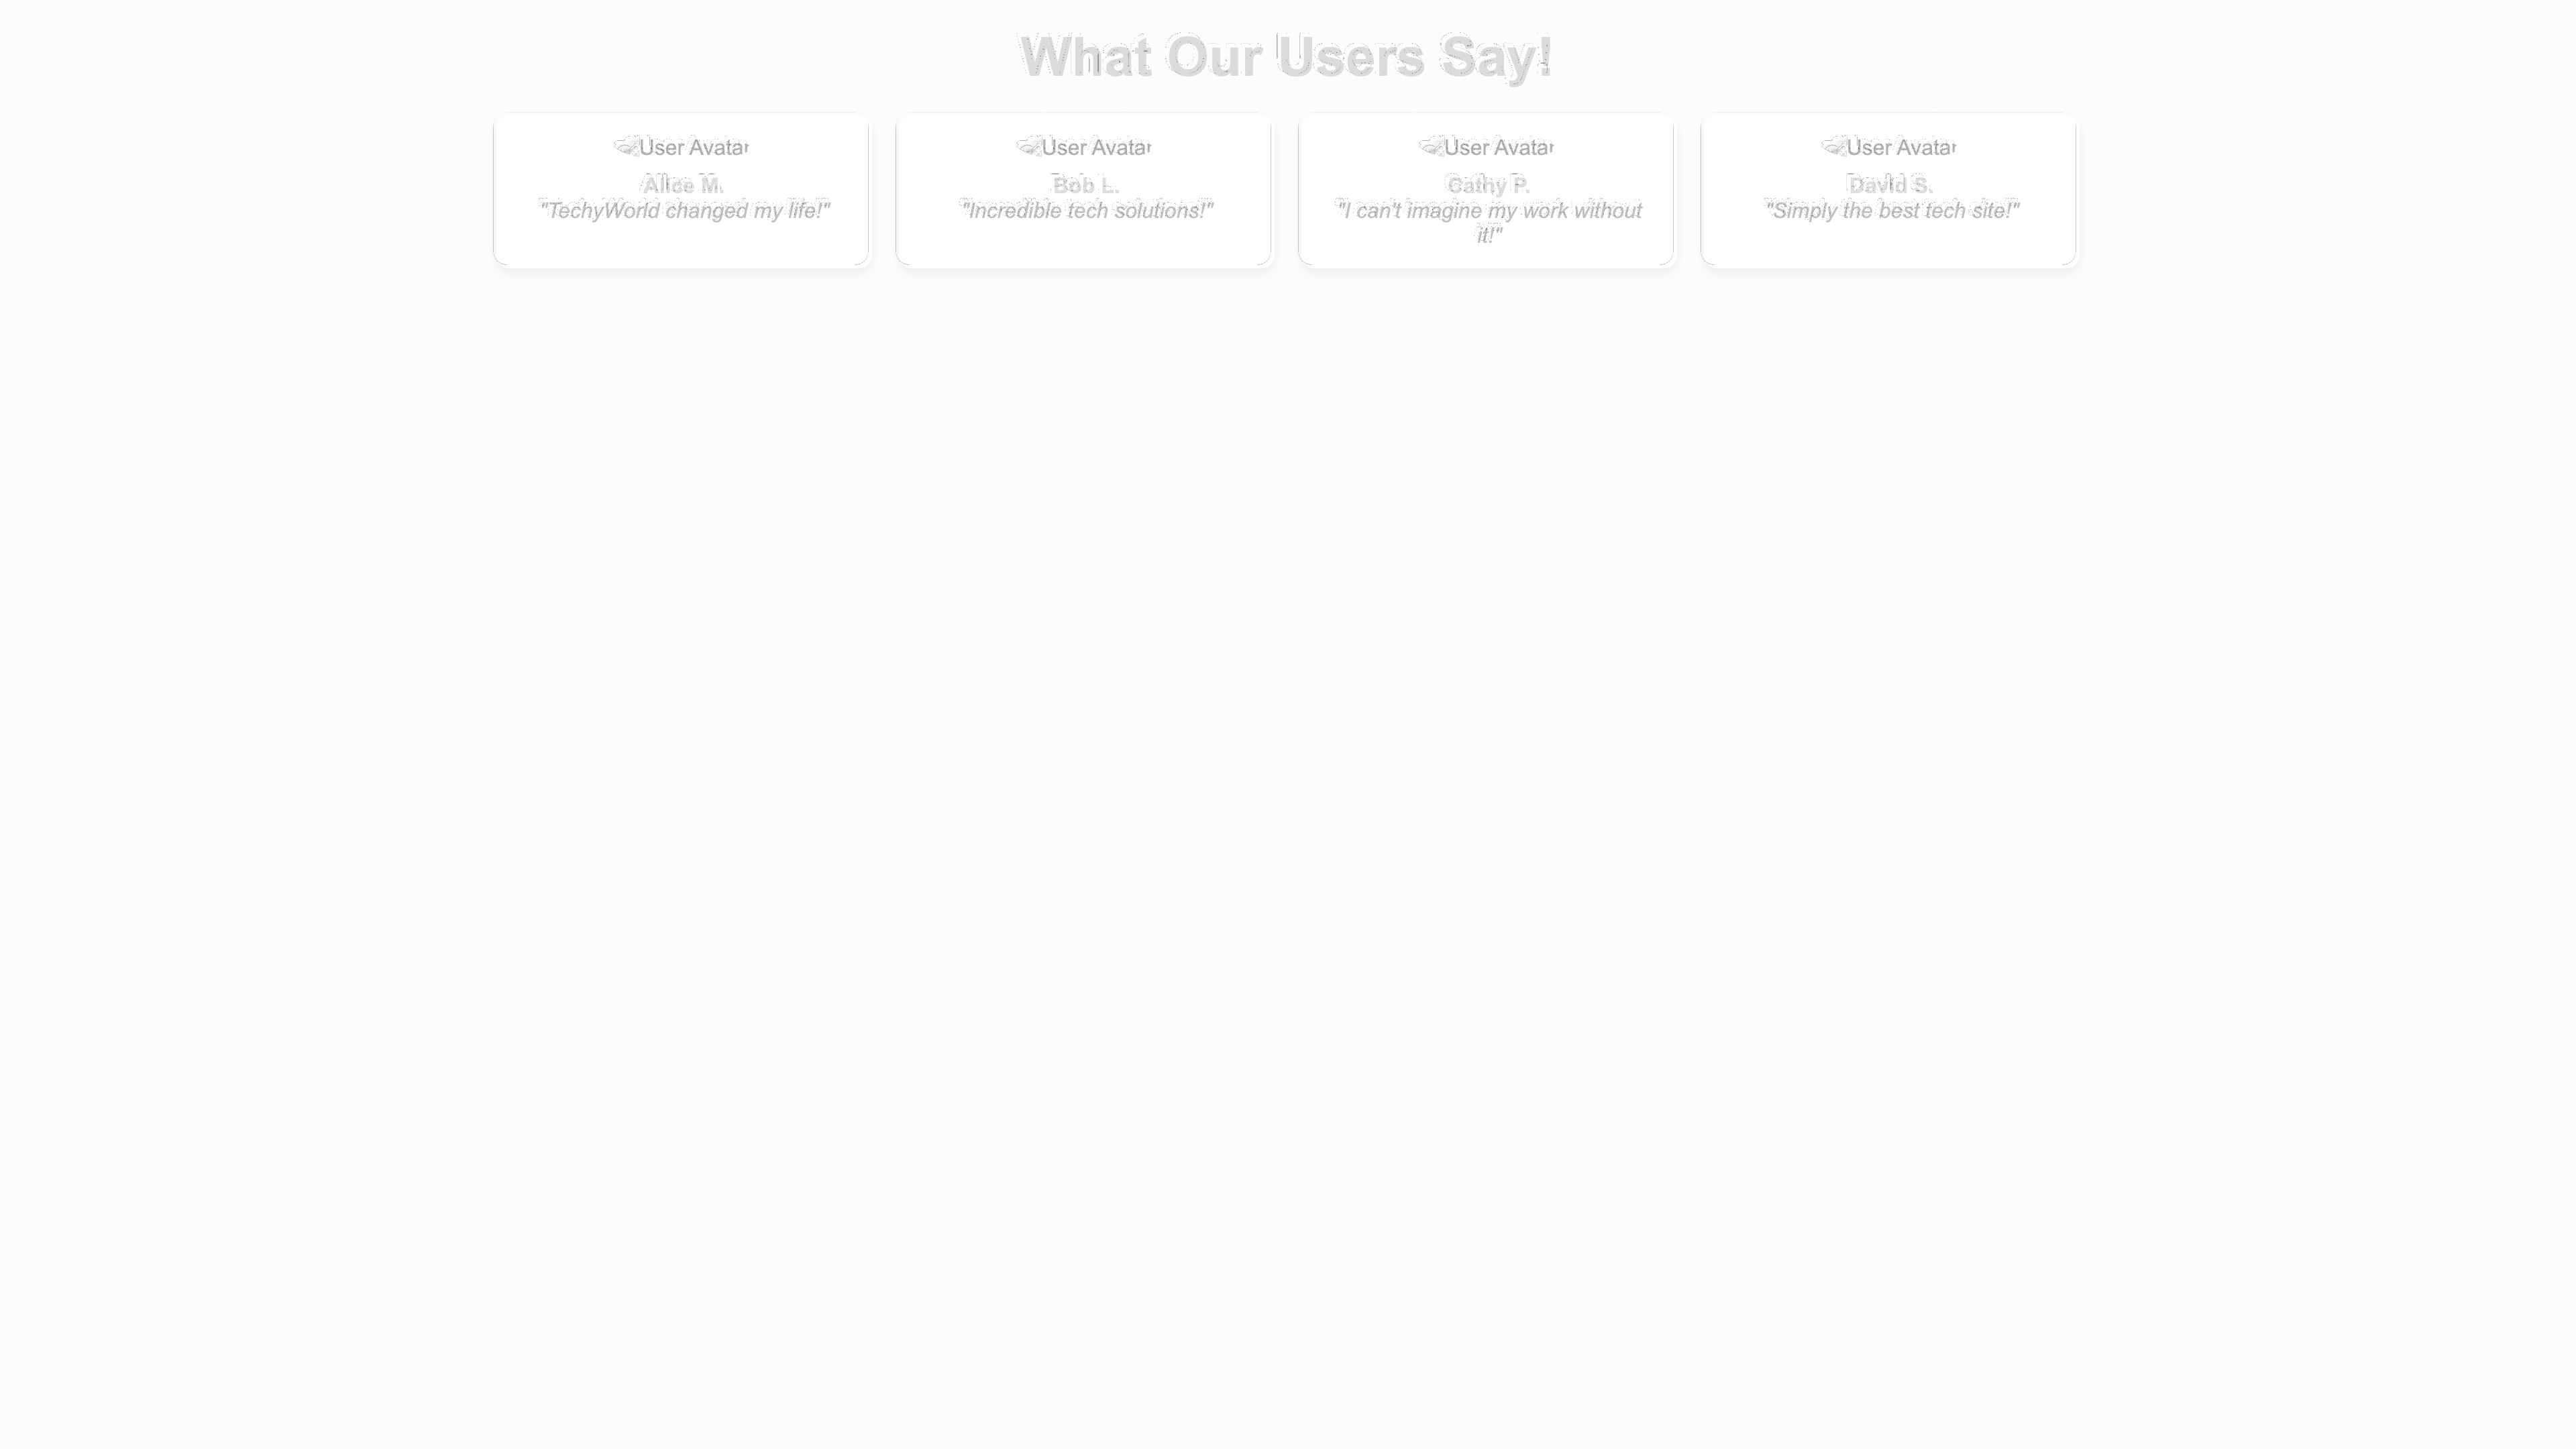 What Our Users Say!
User Avatar
Alice M.
"TechyWorld changed my life!"
User Avatar
Bob L.
"Incredible tech solutions!"
User Avatar
Cathy P.
"I can't imagine my work without
it!"
User Avatar
David S.
"Simply the best tech site!"